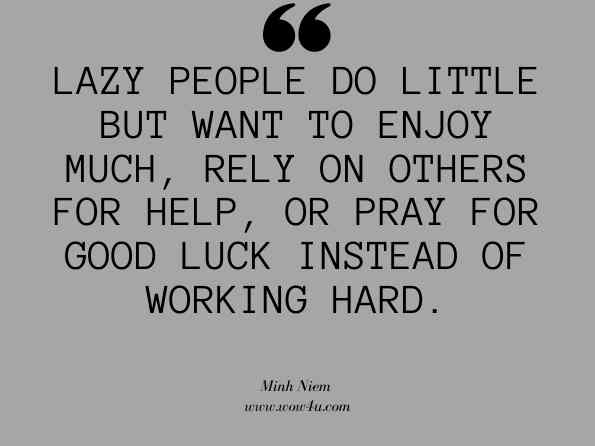 “
LAZY PEOPLE DO LITTLE
BUT WANT TO ENJOY
MUCH, RELY ON OTHERS
FOR HELP, OR PRAY FOR
GOOD LUCK INSTEAD OF
WORKING HARD.
Minh Niem
www.wow4u.com